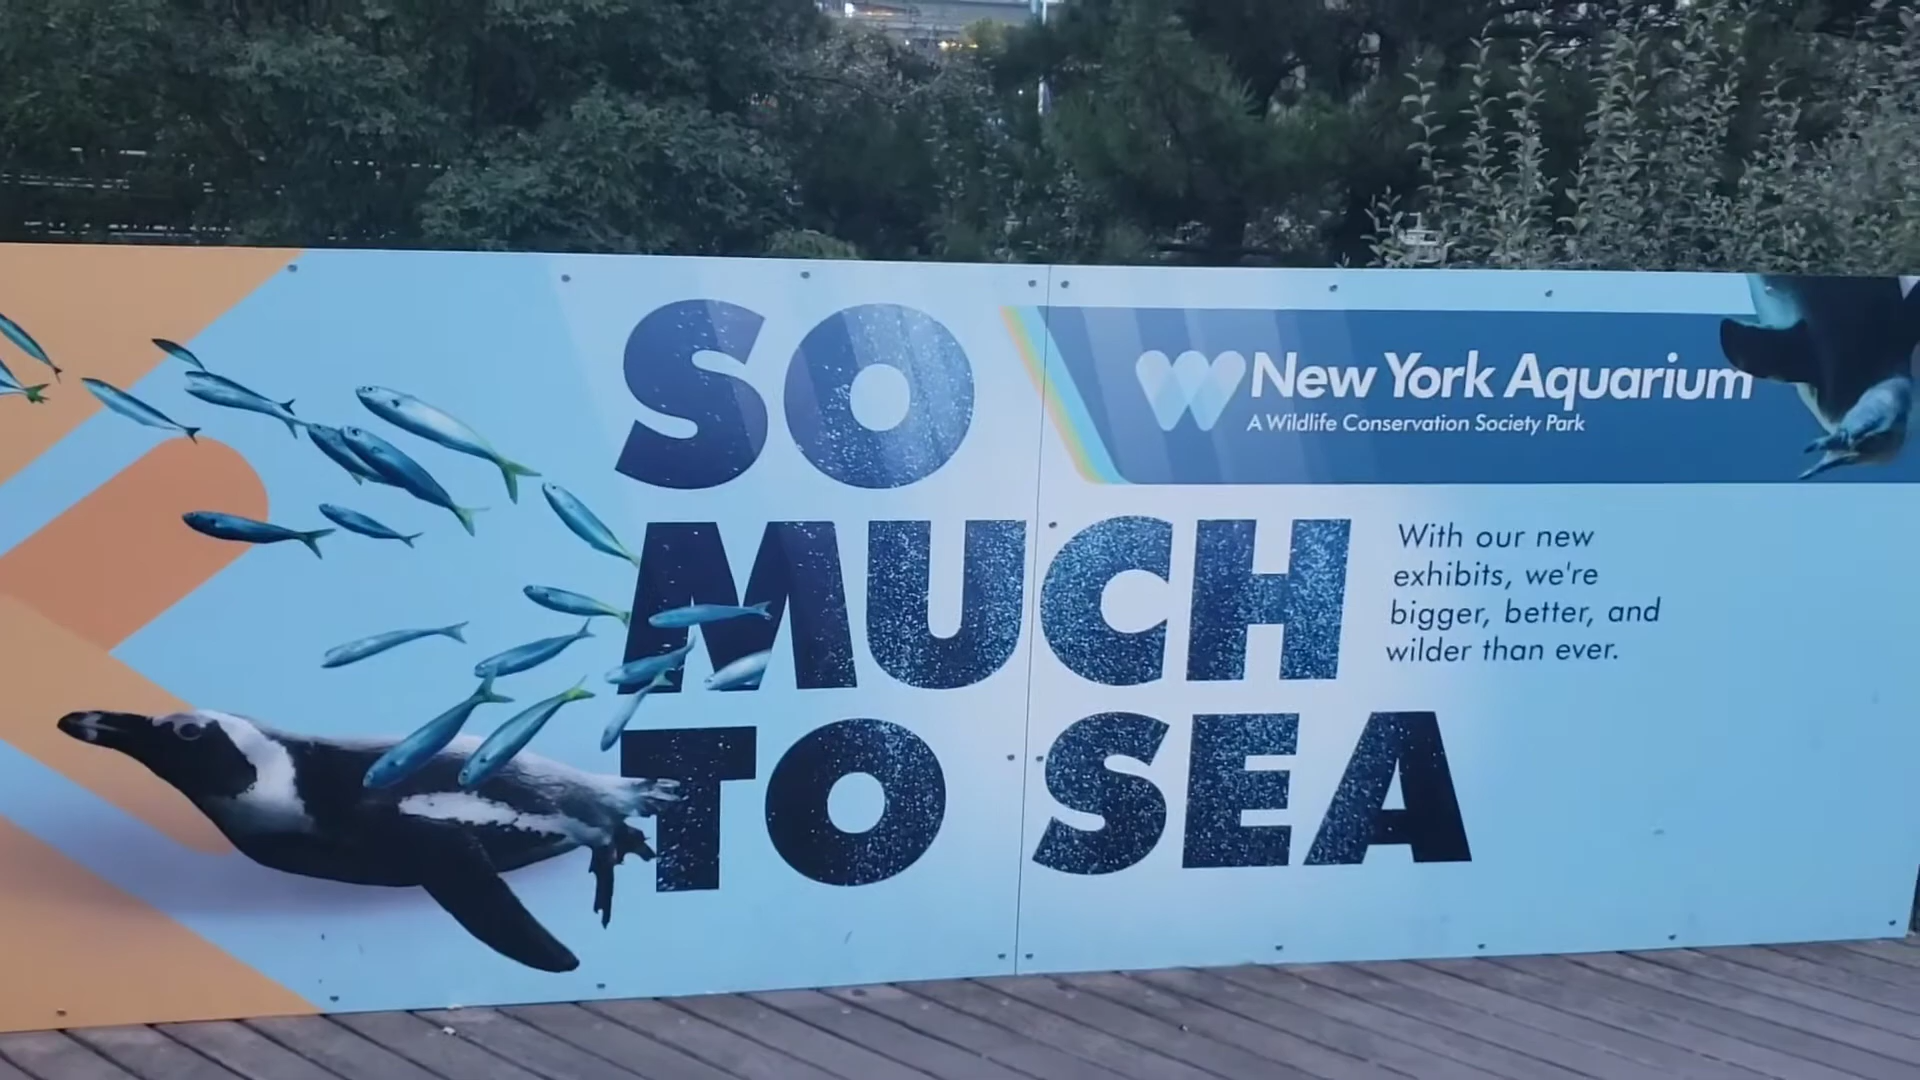 SO
MUCH
TO SEA
New York Aquarium
A Wildlife Conservation Society Park
With our new
exhibits, we're
bigger, better, and
wilder than ever.